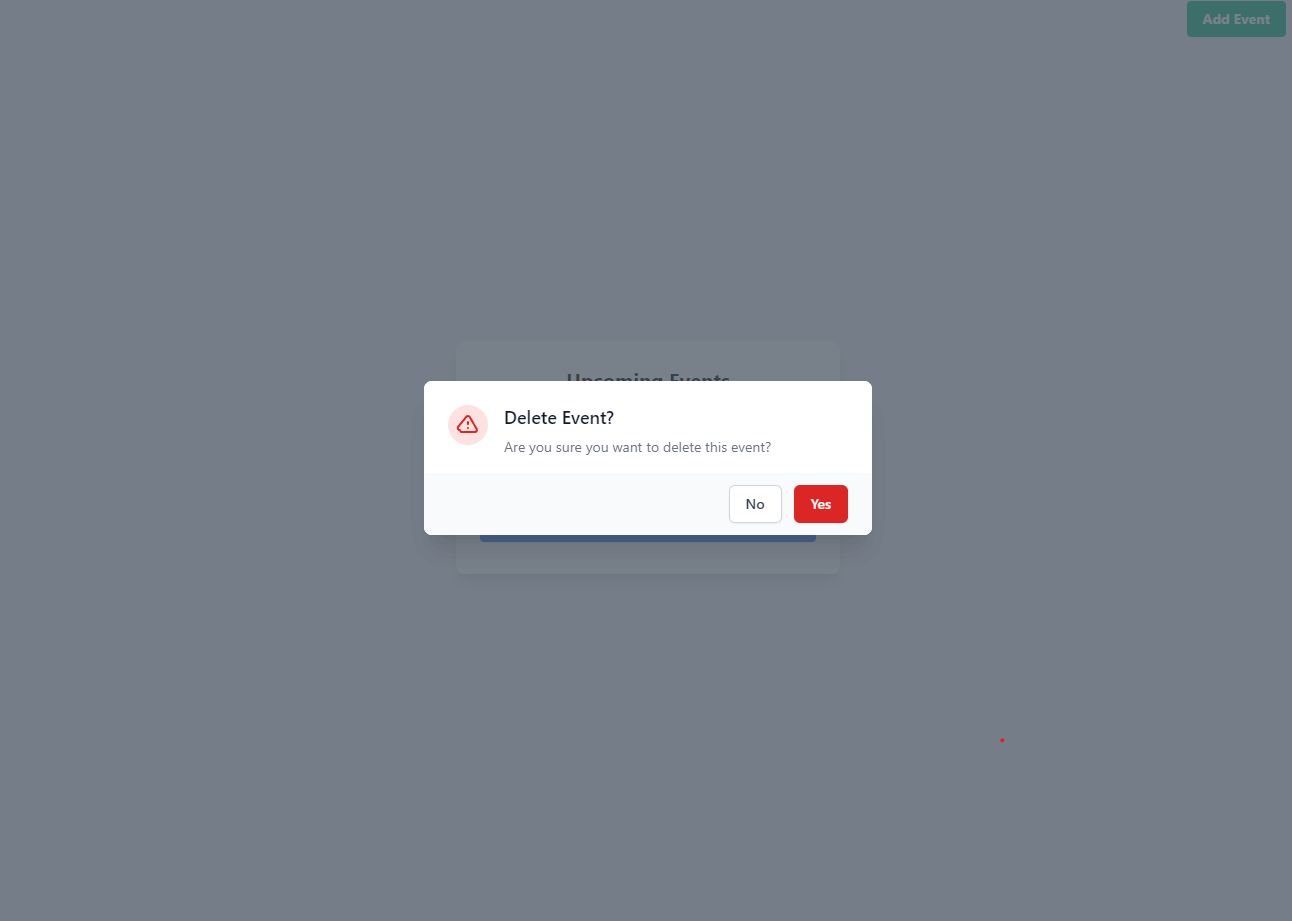 Add Event
Upcoming Events
Delete Event?
Are you sure you want to delete this event?
No
Yes